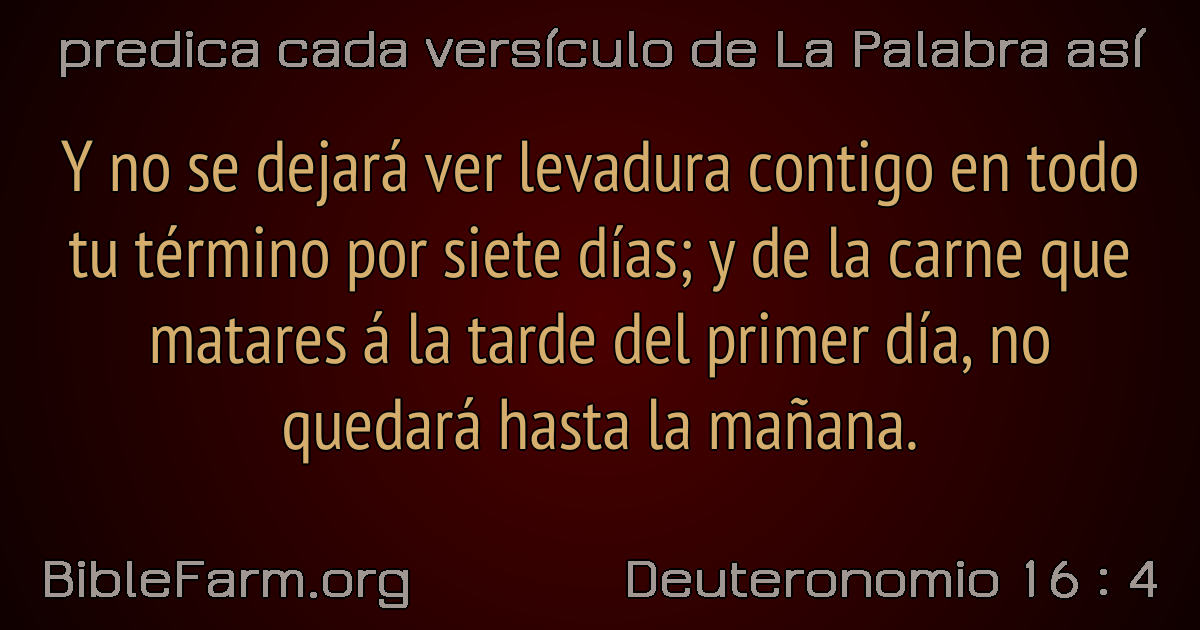 predica cada versículo de La Palabra así
Y no se dejará ver levadura contigo en todo
tu término por siete días; y de la carne que
matares á la tarde del primer día, no
quedará hasta la mañana.
BibleFarm.org
Deuteronomio 16 : 4